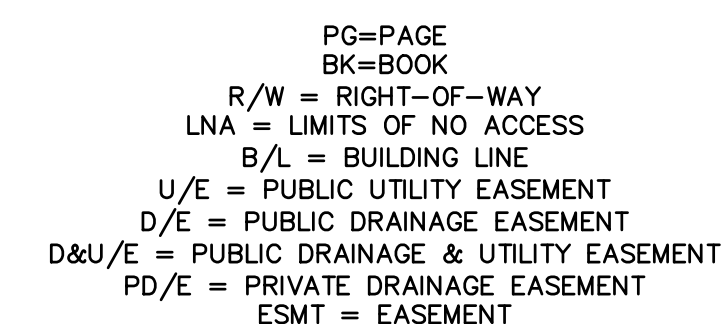 PG=PAGE
BK=BOOK
R/W = RIGHT-OF-WAY
LNA = LIMITS OF NO ACCESS
B/L = BUILDING LINE
U/E = PUBLIC UTILITY EASEMENT
D/E = PUBLIC DRAINAGE EASEMENT
D&U/E = PUBLIC DRAINAGE & UTILITY EASEMENT
PD/E = PRIVATE DRAINAGE EASEMENT
ESMT = EASEMENT